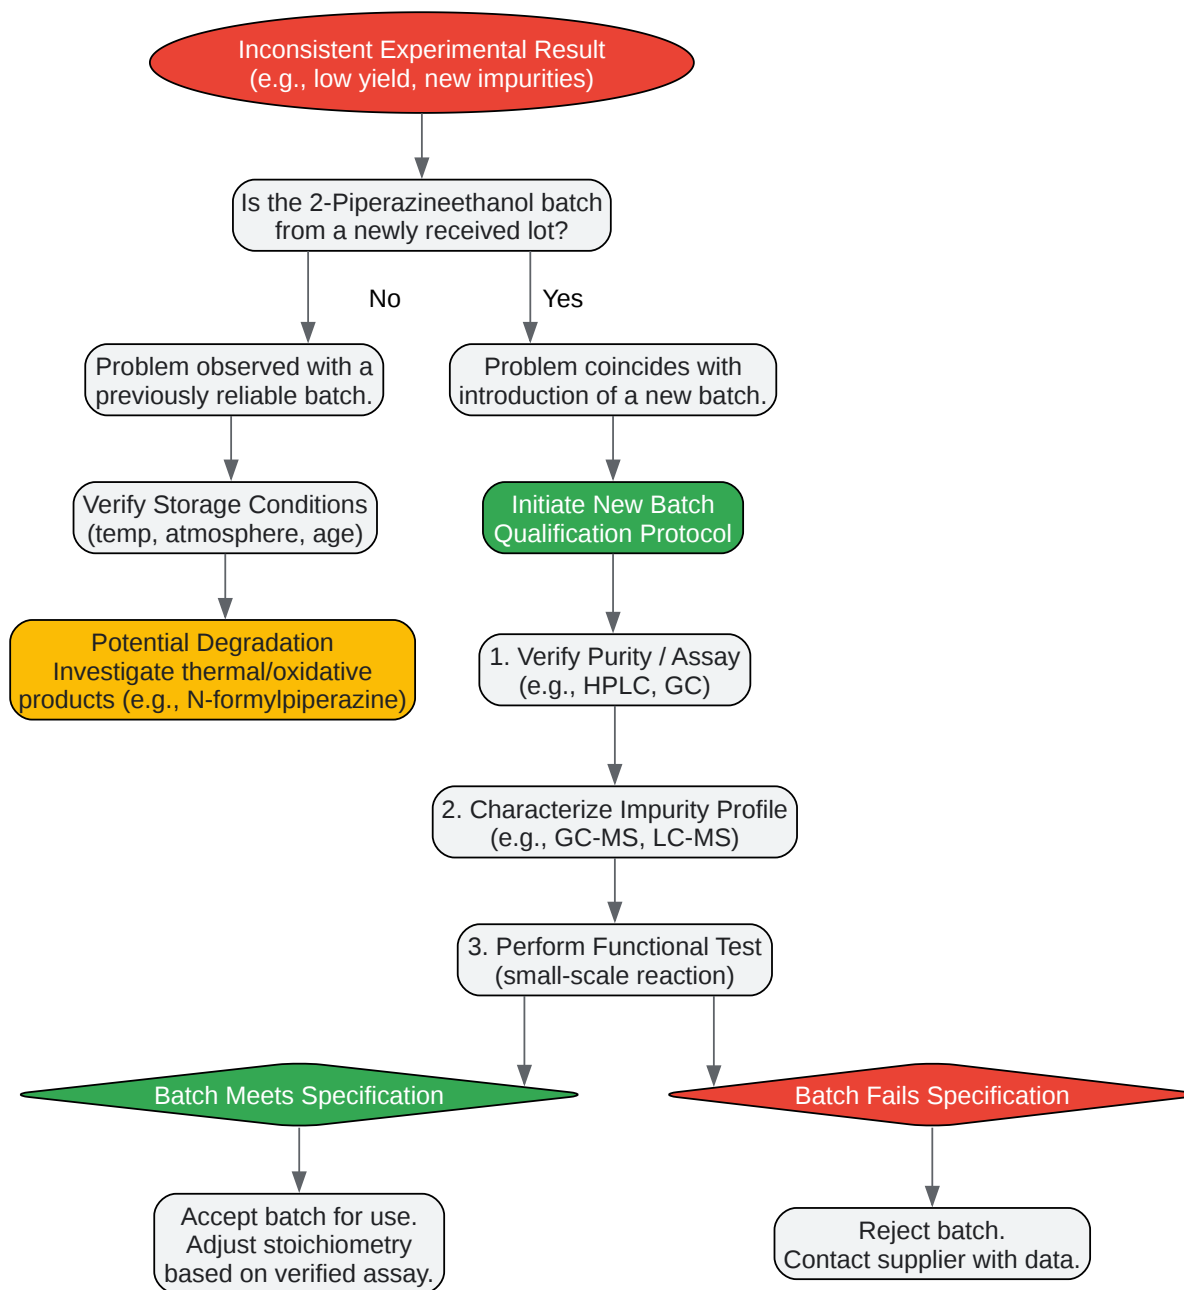 Inconsistent Experimental Result
(e.g., low yield, new impurities)
Is the 2-Piperazineethanol batch
from a newly received lot?
No
Yes
Problem observed with a
previously reliable batch.
Problem coincides with
introduction of a new batch.
Verify Storage Conditions
(temp, atmosphere, age)
Initiate New Batch
Qualification Protocol
Potential Degradation
Investigate thermal/oxidative
products (e.g., N-formylpiperazine)
1. Verify Purity / Assay
(e.g., HPLC, GC)
2. Characterize Impurity Profile
(e.g., GC-MS, LC-MS)
3. Perform Functional Test
(small-scale reaction)
Batch Meets Specification
Batch Fails Specification
Accept batch for use.
Adjust stoichiometry
based on verified assay.
Reject batch.
Contact supplier with data.